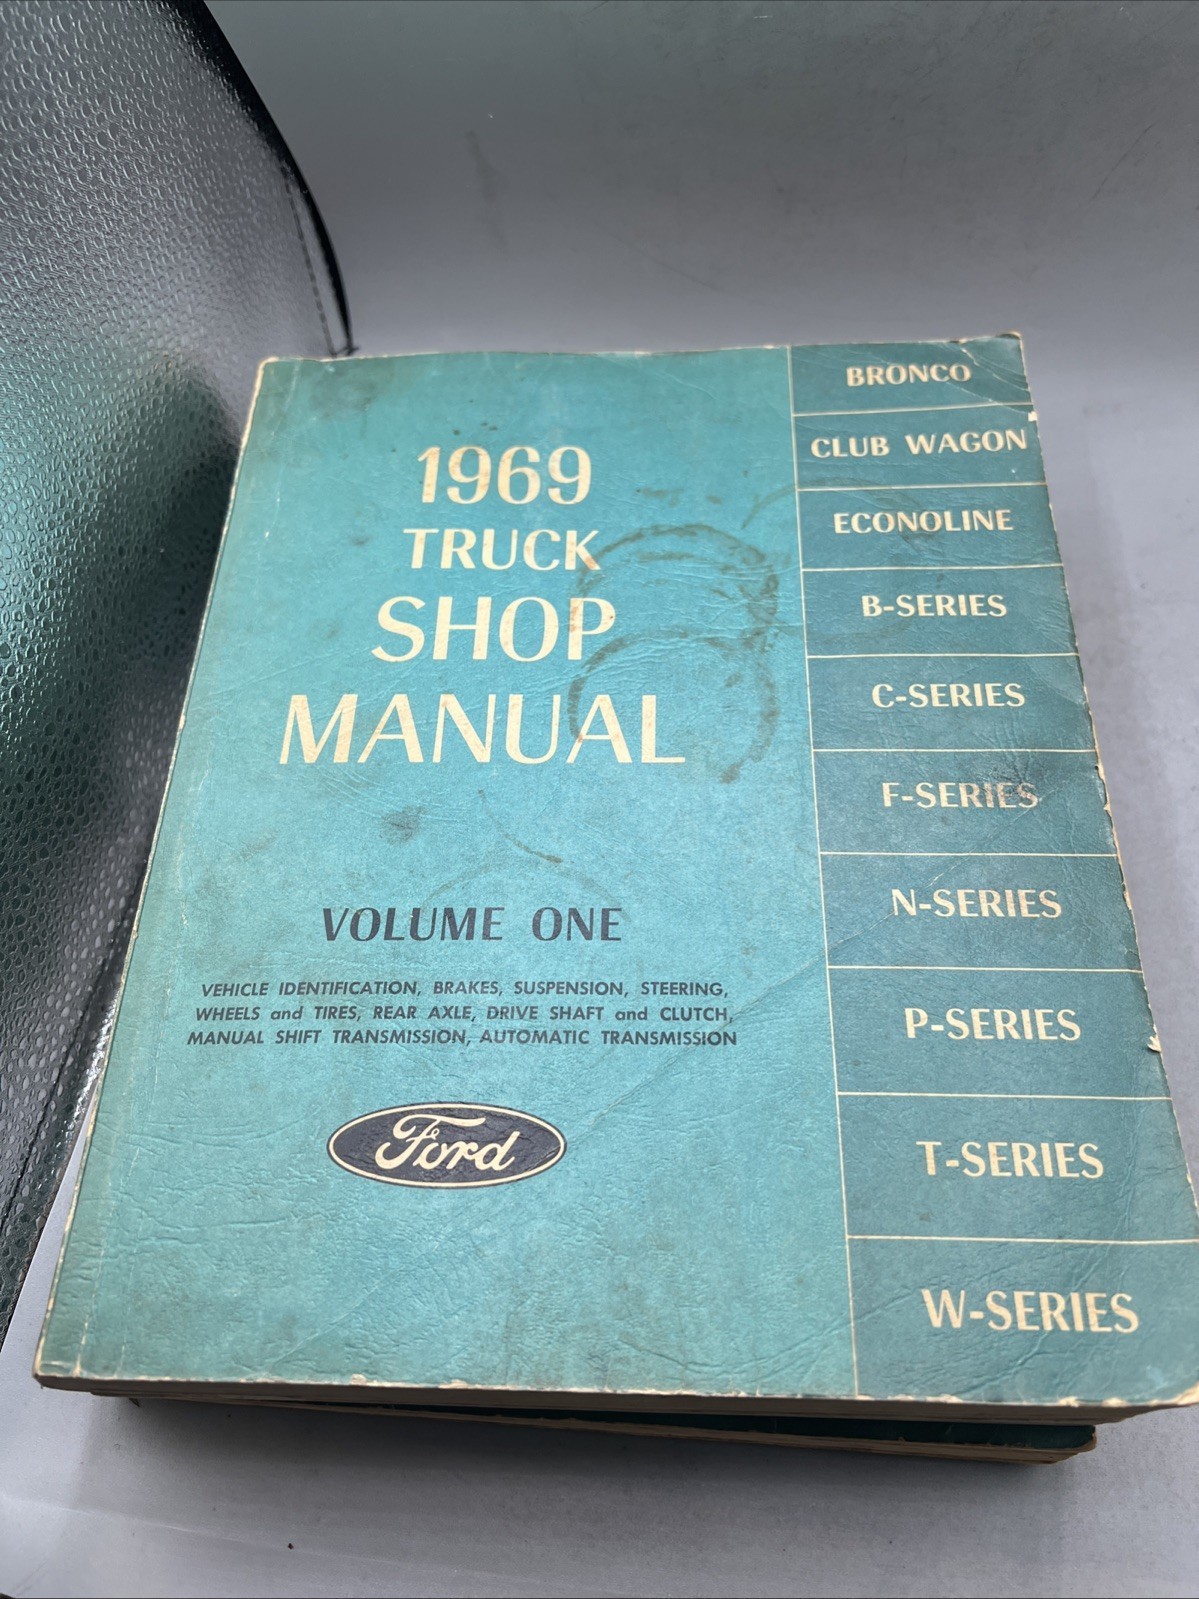 1969
TRUCK
SHOP
MANUAL
VOLUME ONE
VEHICLE IDENTIFICATION, BRAKES, SUSPENSION, STEERING,
WHEELS and TIRES, REAR AXLE, DRIVE SHAFT and CLUTCH,
MANUAL SHIFT TRANSMISSION, AUTOMATIC TRANSMISSION
Ford
BRONCO
CLUB WAGON
ECONOLINE
B-SERIES
C-SERIES
F-SERIES
N-SERIES
P-SERIES
T-SERIES
W-SERIES